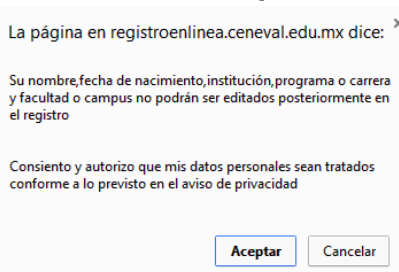 La página en registroenlinea.ceneval.edu.mx dice:
Su nombre,fecha de nacimiento,institución,programa o carrera
y facultad o campus no podrán ser editados posteriormente en
el registro
Consiento y autorizo que mis datos personales sean tratados
conforme a lo previsto en el aviso de privacidad
Aceptar Cancelar